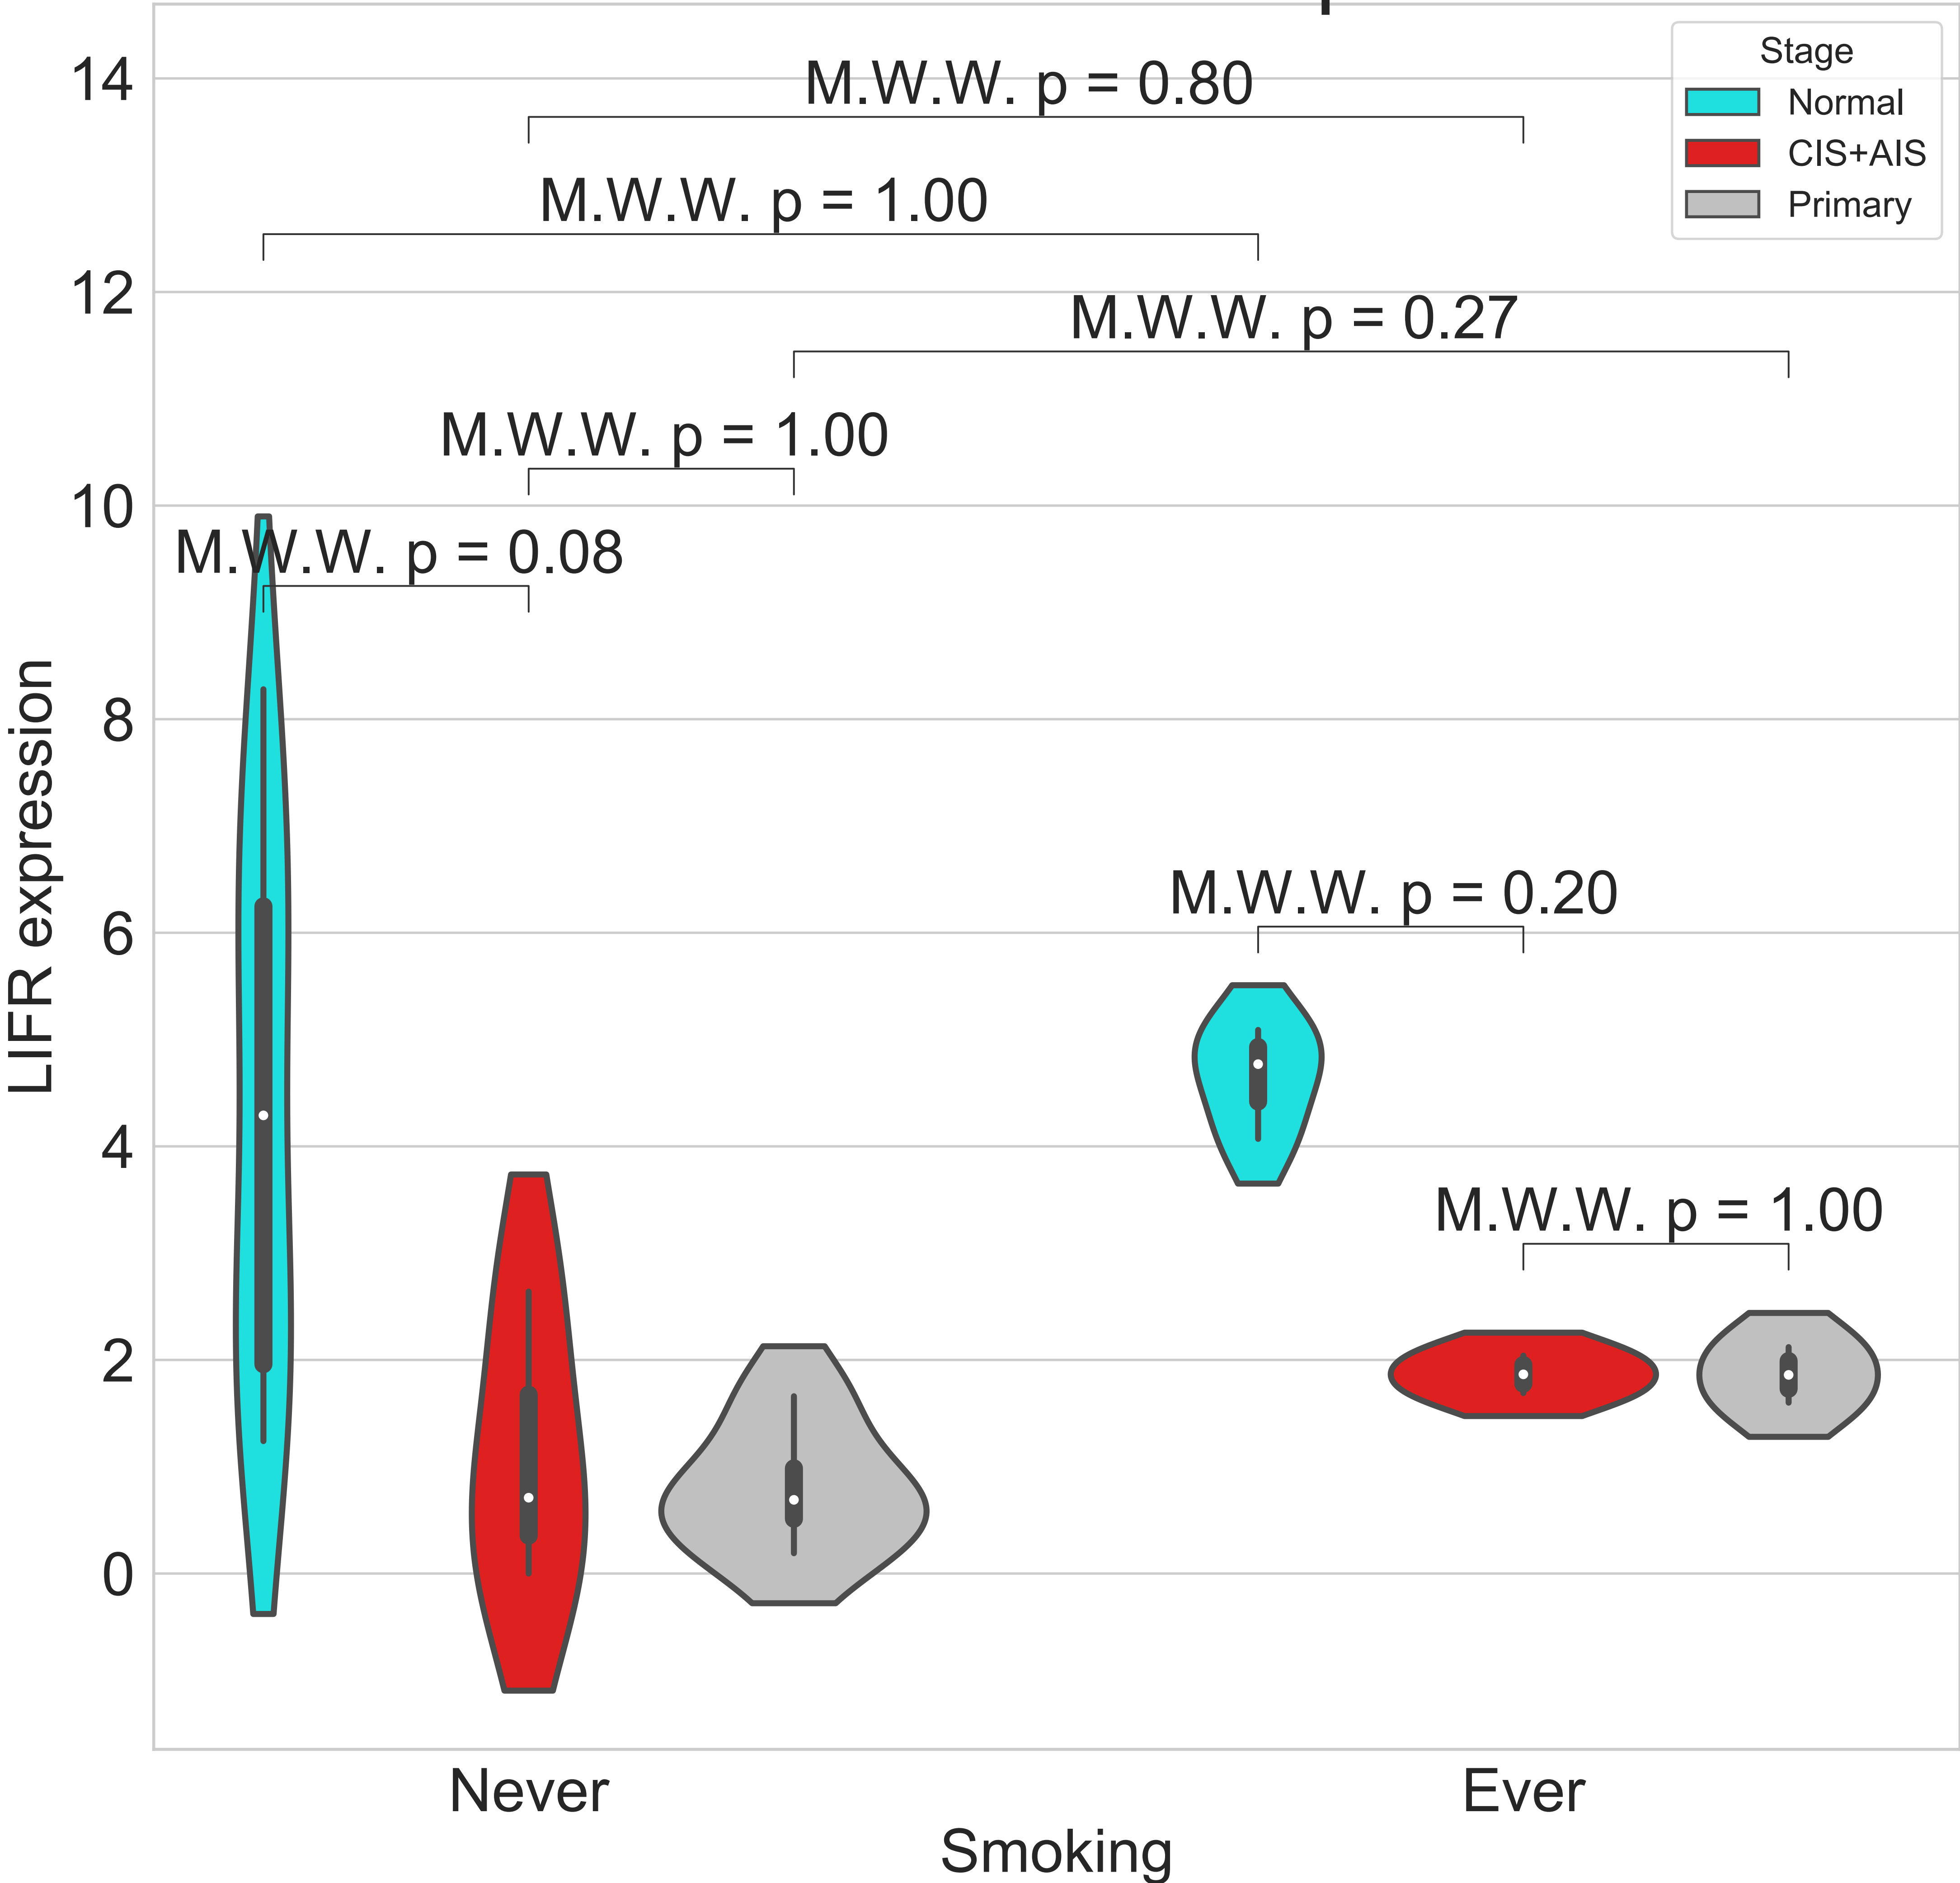 Stage
Normal
CIS+AIS
Primary
M.W.W. p = 0.80
M.W.W. p = 1.00
M.W.W. p = 0.27
M.W.W. p = 1.00
M.W.W. p = 0.08
M.W.W. p = 0.20
M.W.W. p = 1.00
14
12
10
8
6
4
2
0
LIFR expression
Never
Ever
Smoking